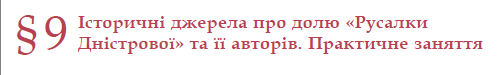 § 9 Історичні джерела про долю «Русалки
Дністрової» та її авторів. Практичне заняття